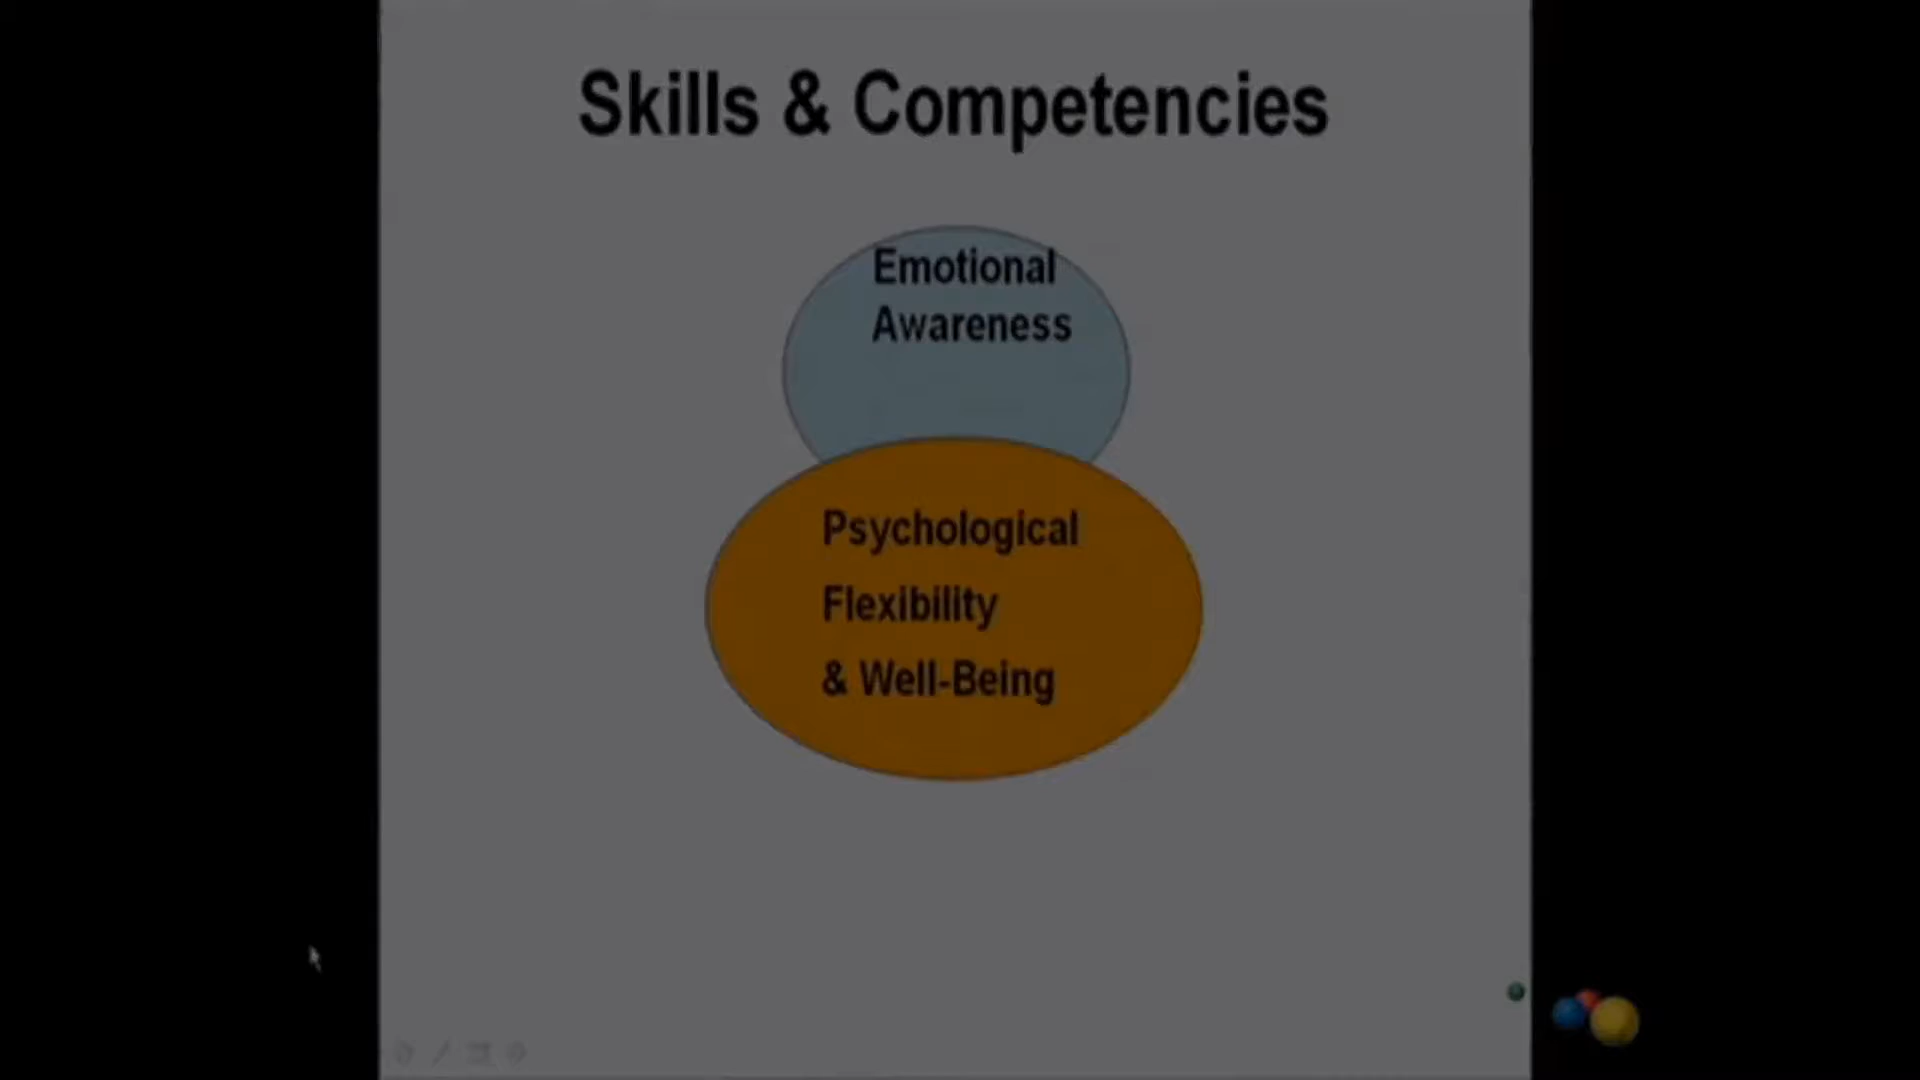 Skills & Competencies
Emotional
Awareness
Psychological
Flexibility
& Well-Being